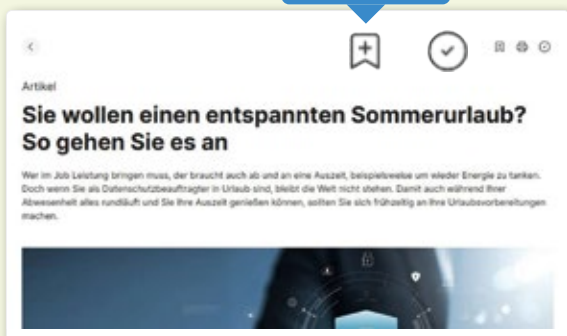 Artikel
Sie wollen einen entspannten Sommerurlaub?
So gehen Sie es an
Wer im Job Leistung bringen muss, der braucht auch ab und an eine Auszeit, beispielsweise um wieder Energie zu tanken.
Doch wenn Sie als Datenschutzbeauftragter in Urlaub sind, bleibt die Welt nicht stehen. Damit auch während Ihrer
Abwesenheit alles rundläuft und Sie Ihre Auszeit genießen können, sollten Sie sich frühzeitig an Ihre Urlaubsvorbereitungen
machen.